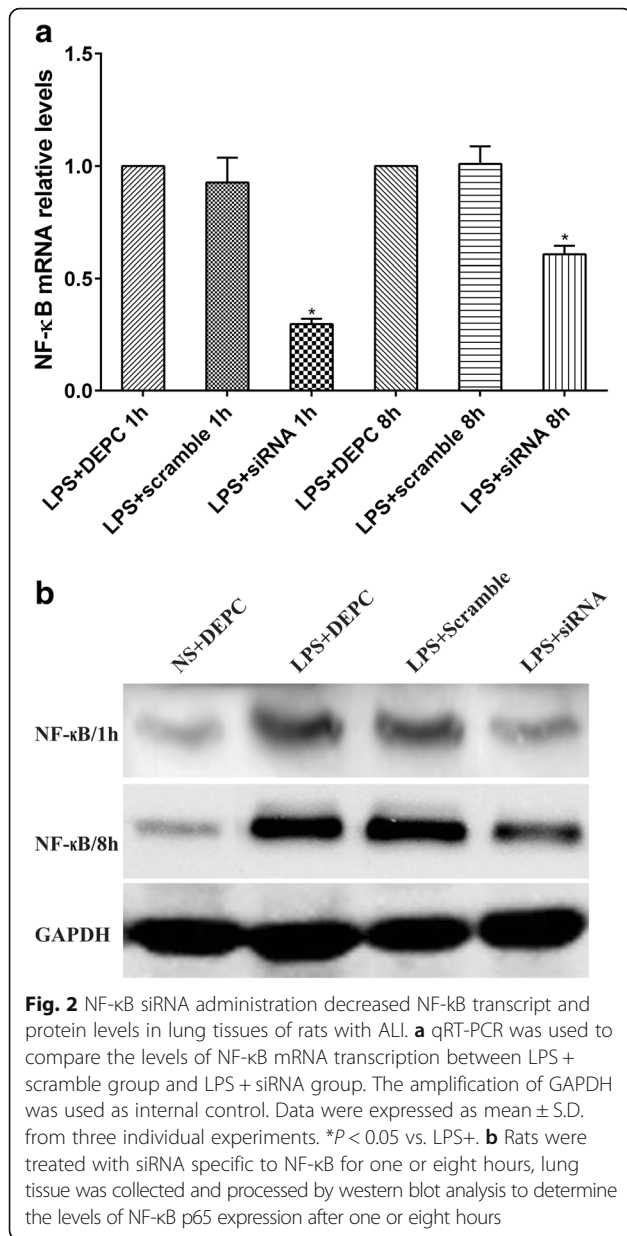 a
NF-κB mRNA relative levels
1.5
1.0
0.5
0.0
*
*
LPS+DEPC 1h
LPS+scramble 1h
LPS+siRNA 1h
LPS+DEPC 8h
LPS+scramble 8h
LPS+siRNA 8h
b
NS+DEPC
LPS+DEPC
LPS+Scramble
LPS+siRNA
NF-κB/1h
NF-κB/8h
GAPDH
Fig. 2 NF-κB siRNA administration decreased NF-kB transcript and
protein levels in lung tissues of rats with ALI. a qRT-PCR was used to
compare the levels of NF-κB mRNA transcription between LPS +
scramble group and LPS + siRNA group. The amplification of GAPDH
was used as internal control. Data were expressed as mean ± S.D.
from three individual experiments. *P < 0.05 vs. LPS+. b Rats were
treated with siRNA specific to NF-κB for one or eight hours, lung
tissue was collected and processed by western blot analysis to determine
the levels of NF-κB p65 expression after one or eight hours